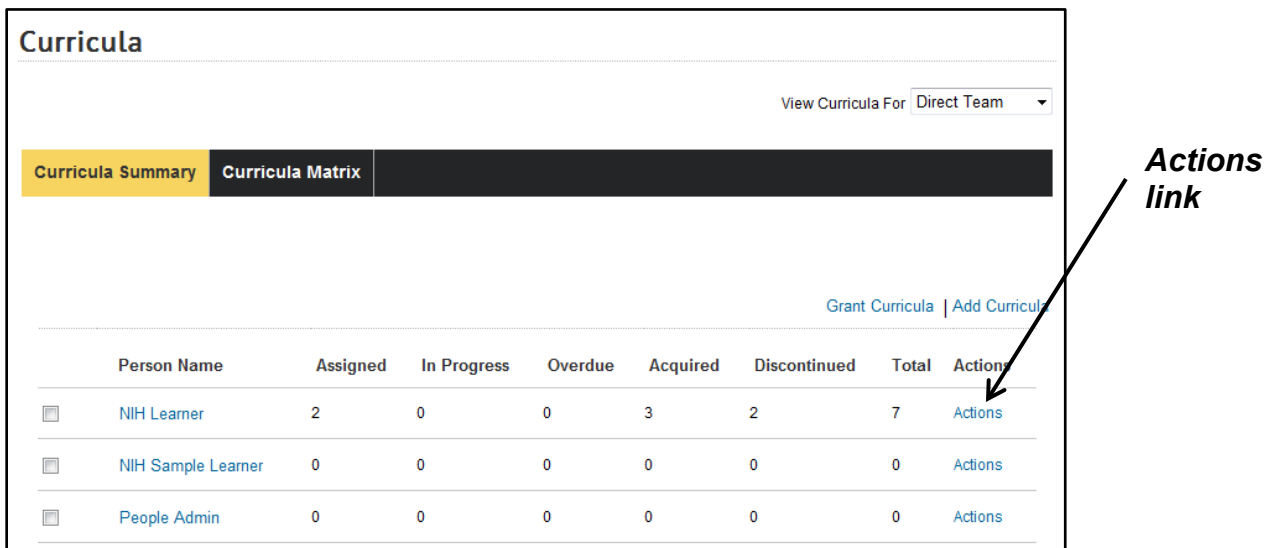 Curricula
View Curricula For Direct Team
Actions
link
Curricula Summary Curricula Matrix
Grant Curricula | Add Curricula
Person Name Assigned In Progress Overdue Acquired Discontinued Total Actions
NIH Learner 2 0 0 3 2 7 Actions
NIH Sample Learner 0 0 0 0 0 0 Actions
People Admin 0 0 0 0 0 0 Actions